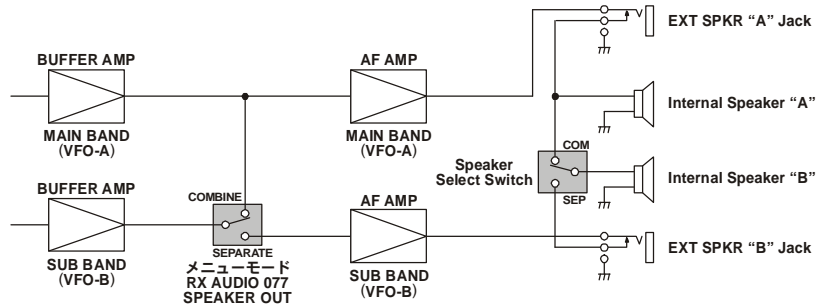 EXT SPKR “A” Jack
BUFFER AMP
AF AMP
Internal Speaker “A”
MAIN BAND
(VFO-A)
MAIN BAND
(VFO-A)
COM
Speaker
Select Switch
Internal Speaker “B”
BUFFER AMP
COMBINE
AF AMP
SEP
SEPARATE
EXT SPKR “B” Jack
SUB BAND
(VFO-B)
メニューモード
RX AUDIO 077
SPEAKER OUT
SUB BAND
(VFO-B)